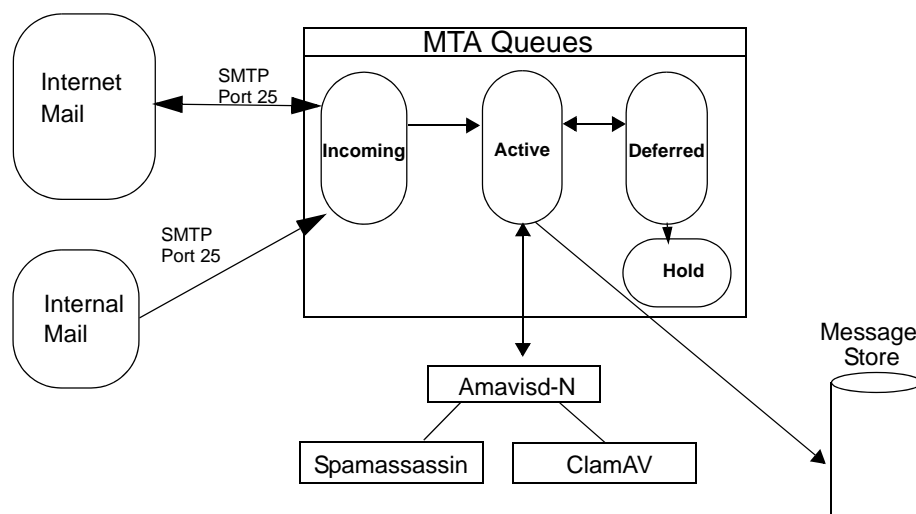 MTA Queues
Internet
Mail
SMTP
Port 25
Incoming
Active
Deferred
Hold
SMTP
Port 25
Internal
Mail
Message
Store
Amavisd-N
Spamassassin
ClamAV